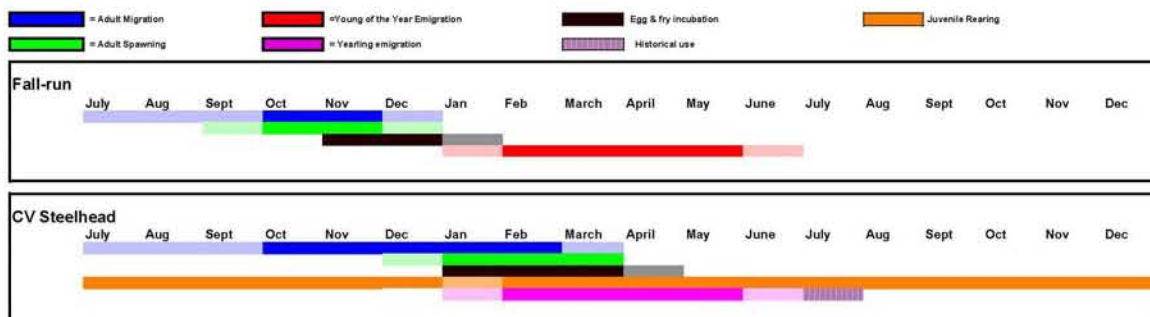 = Adult Migration =Young of the Year Emigration Egg & fry incubation Juvenile Rearing
= Adult Spawning = Yearling emigration Historical use
Fall-run
July Aug Sept Oct Nov Dec Jan Feb March April May June July Aug Sept Oct Nov Dec
CV Steelhead
July Aug Sept Oct Nov Dec Jan Feb March April May June July Aug Sept Oct Nov Dec